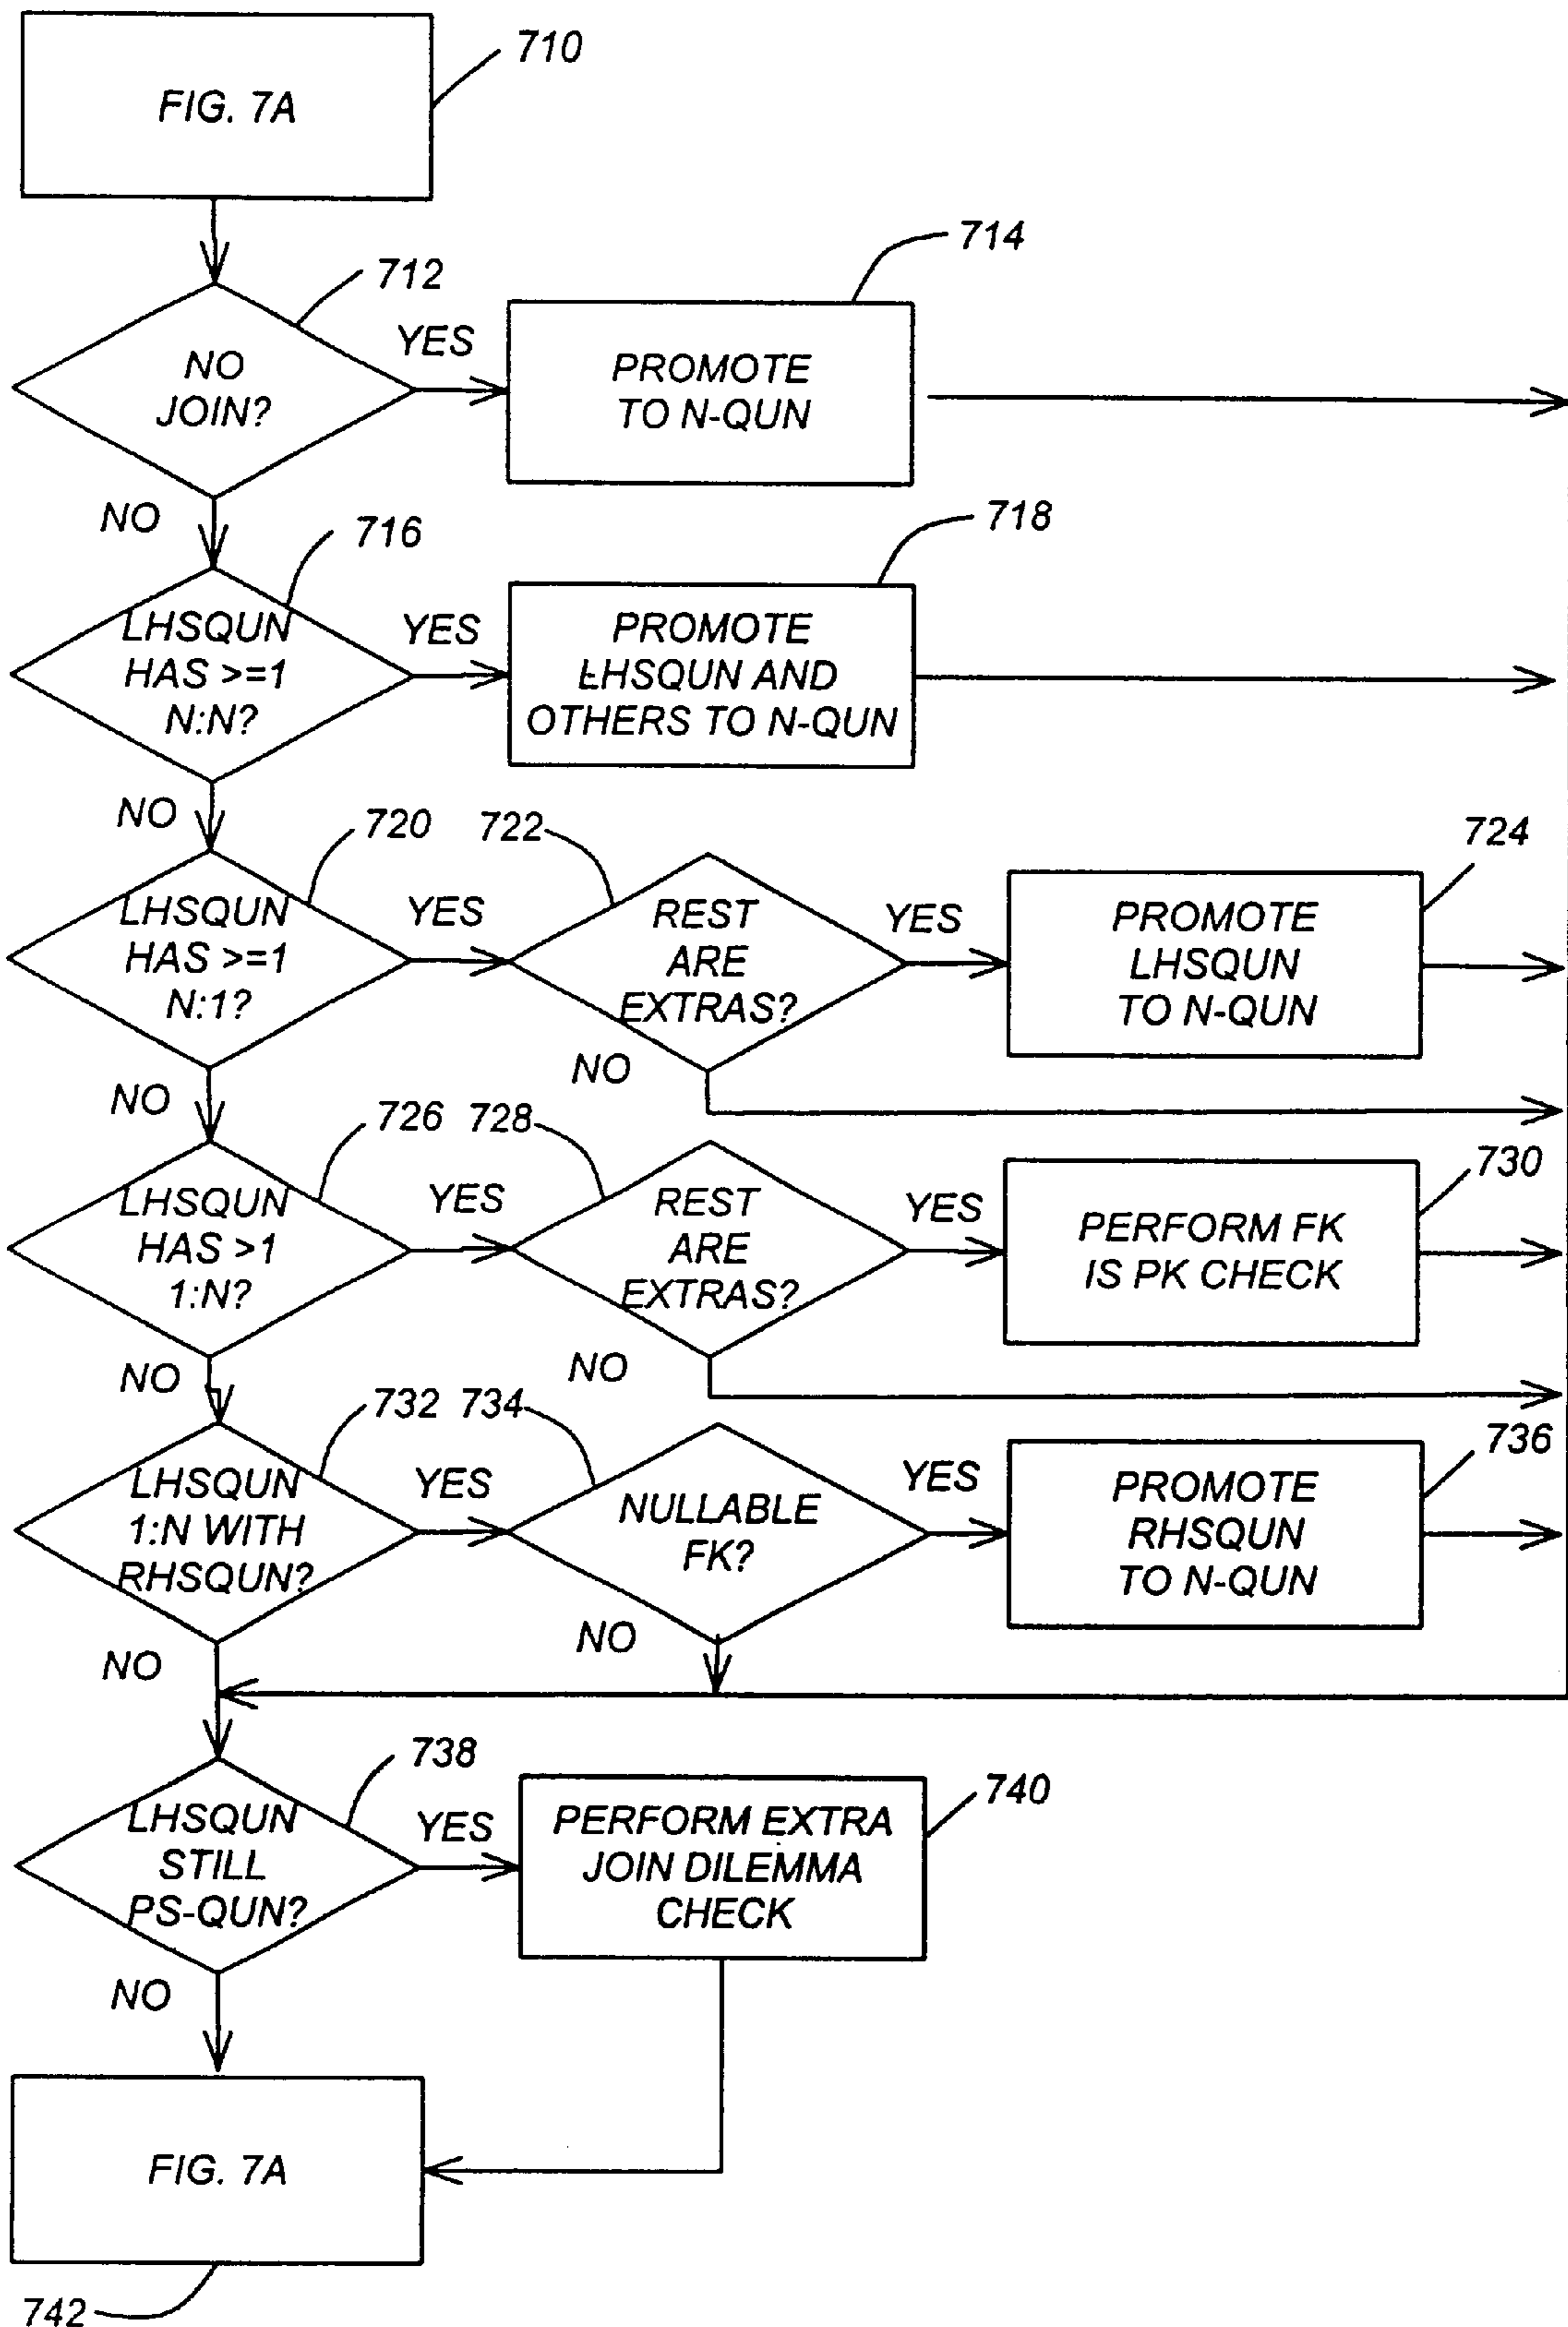 FIG. 7A
710
712
NO
JOIN?
YES
714
PROMOTE
TO N-QUN
NO
716
LHSQUN
HAS >=1
N:N?
YES
718
PROMOTE
LHSQUN AND
OTHERS TO N-QUN
NO
720
LHSQUN
HAS >=1
N:1?
YES
722
REST
ARE
EXTRAS?
YES
724
PROMOTE
LHSQUN
TO N-QUN
NO
NO
726
LHSQUN
HAS >1
1:N?
YES
728
REST
ARE
EXTRAS?
YES
730
PERFORM FK
IS PK CHECK
NO
NO
732
LHSQUN
1:N WITH
RHSQUN?
YES
734
NULLABLE
FK?
YES
736
PROMOTE
RHSQUN
TO N-QUN
NO
NO
738
LHSQUN
STILL
PS-QUN?
YES
740
PERFORM EXTRA
JOIN DILEMMA
CHECK
NO
FIG. 7A
742